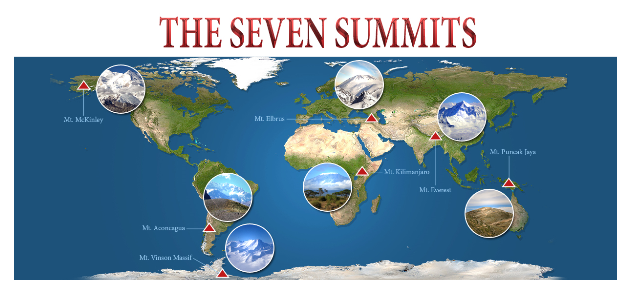 THE SEVEN SUMMITS
Mt. McKinley
Mt. Elbrus
Mt. Puncak Jaya
Mt. Kilimanjaro
Mt. Everest
Mt. Aconcagua
Mt. Vinson Massif